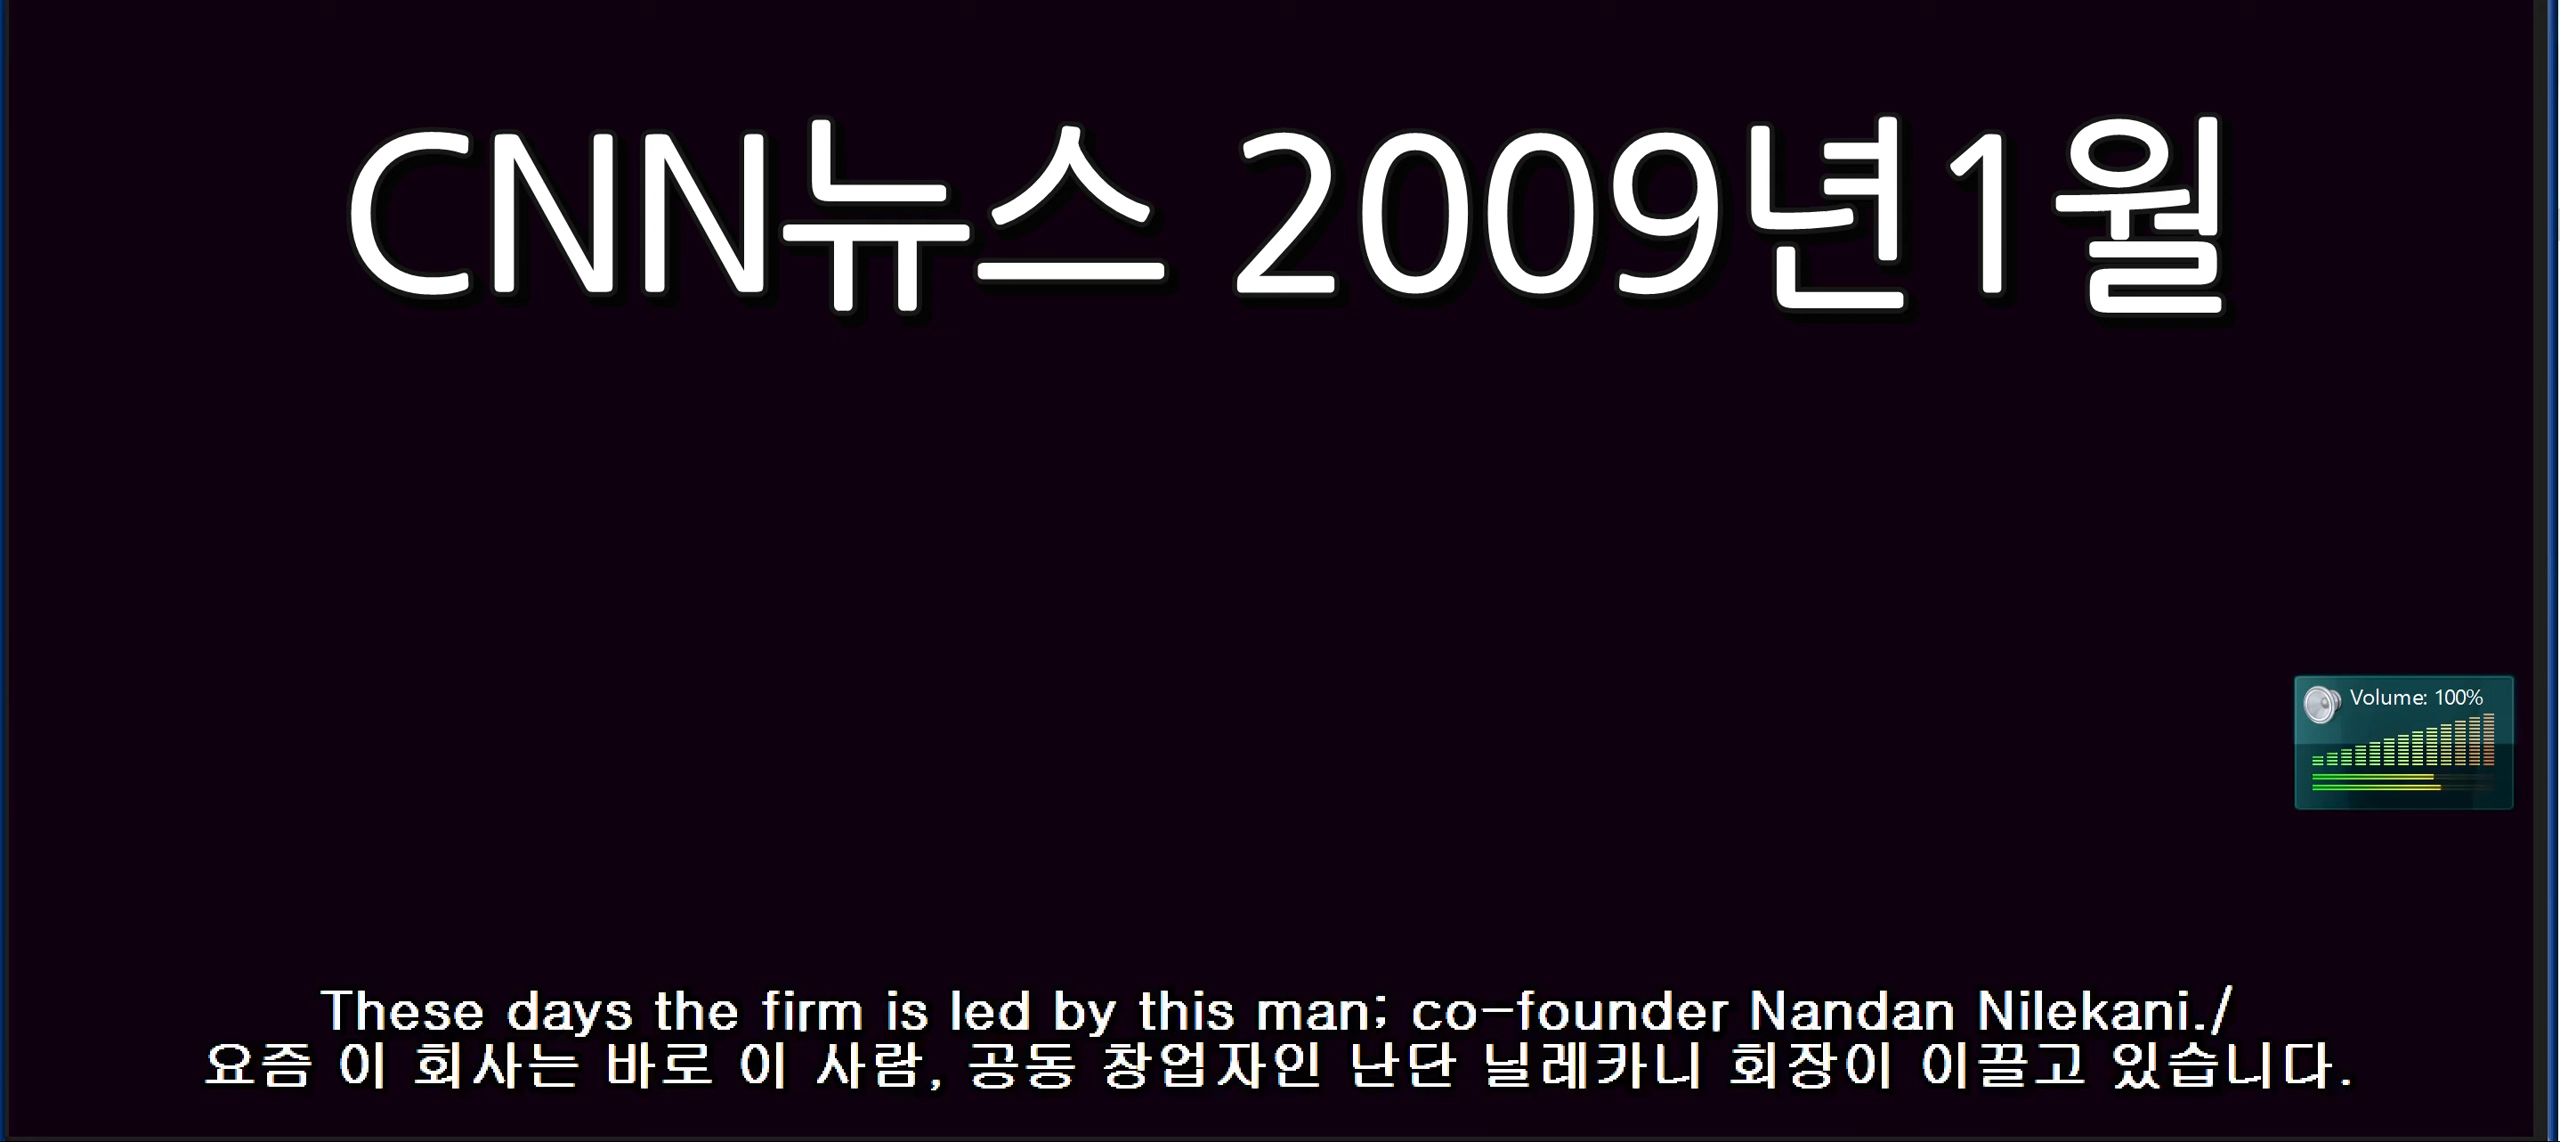 CNN뉴스 2009년1월
Volume: 100%
These days the firm is led by this man; co-founder Nandan Nilekani./
요즘 이 회사는 바로 이 사람, 공동 창업자인 난단 닐레카니 회장이 이끌고 있습니다.